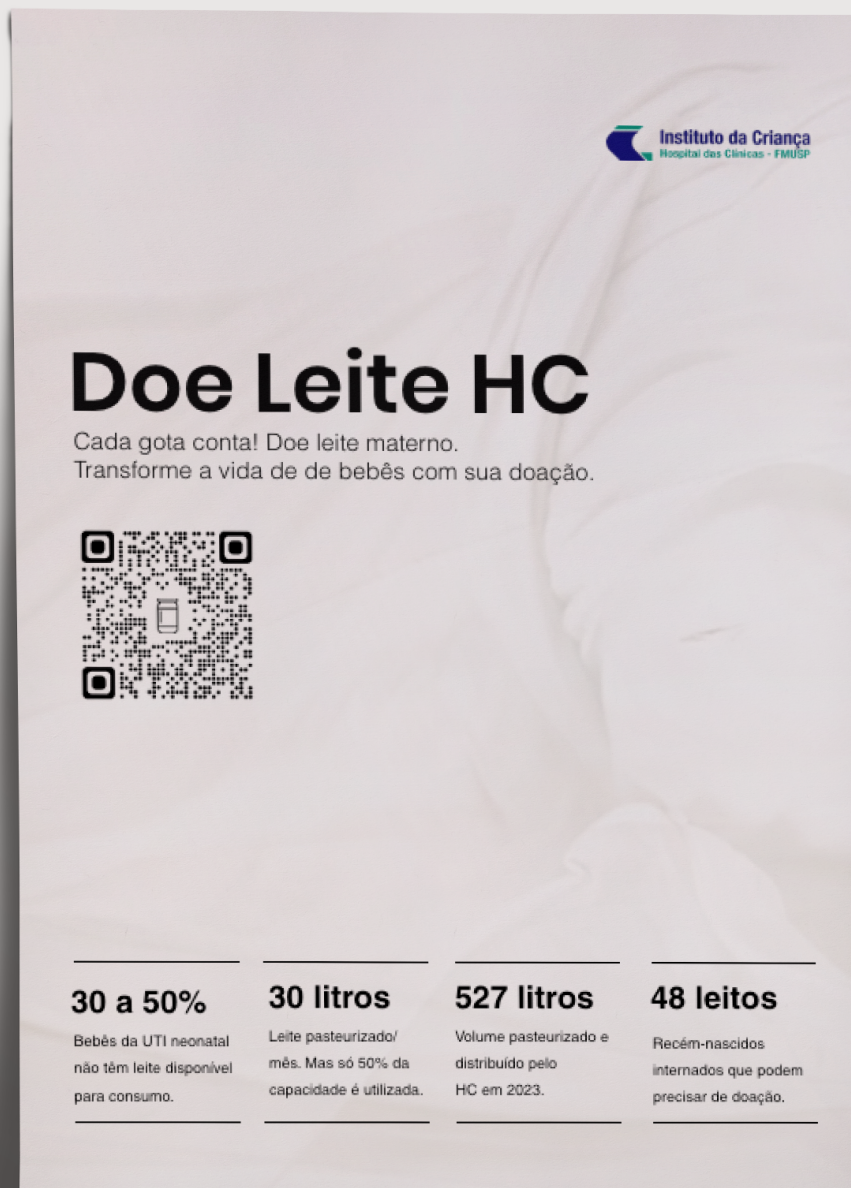 Instituto da Criança
Hospital das Clínicas - FMUSP
Doe Leite HC
Cada gota conta! Doe leite materno.
Transforme a vida de de bebês com sua doação.
30 a 50%
Bebês da UTI neonatal
não têm leite disponível
para consumo.
30 litros
Leite pasteurizado/
mês. Mas só 50% da
capacidade é utilizada.
527 litros
Volume pasteurizado e
distribuído pelo
HC em 2023.
48 leitos
Recém-nascidos
internados que podem
precisar de doação.